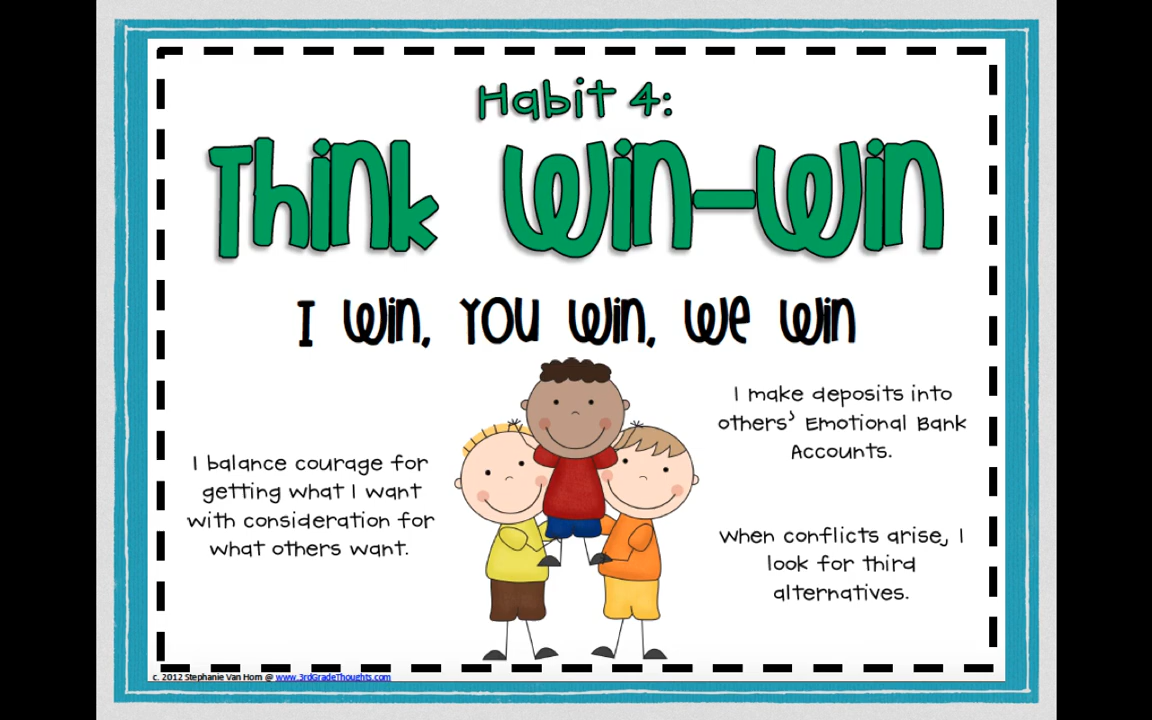 Habit 4:
Think Win-Win
I Win, You Win, We Win
I balance courage for
getting what I want
with consideration for
what others want.
I make deposits into
others' Emotional Bank
Accounts.
When conflicts arise, I
look for third
alternatives.
c. 2012 Stephanie Van Horn @ www.3rdGradeThoughts.com